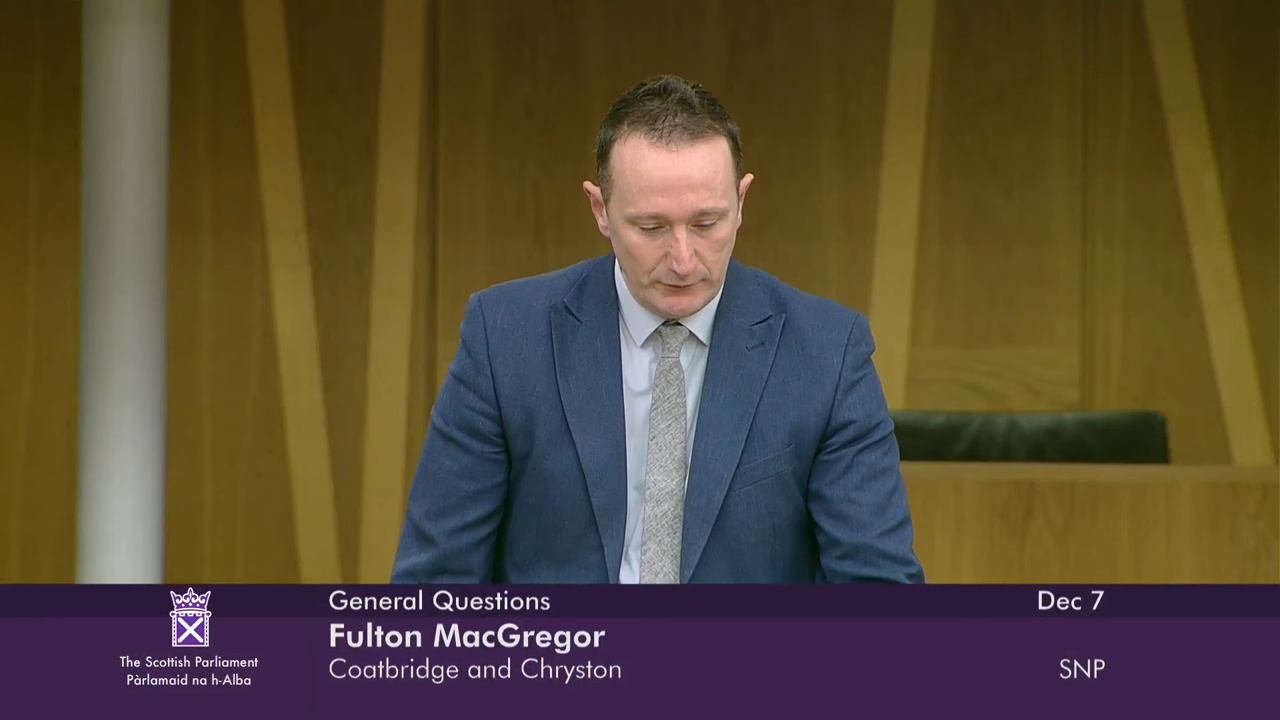 General Questions
Dec 7
Fulton MacGregor
Coatbridge and Chryston
SNP
The Scottish Parliament
Pàrlamaid na h-Alba